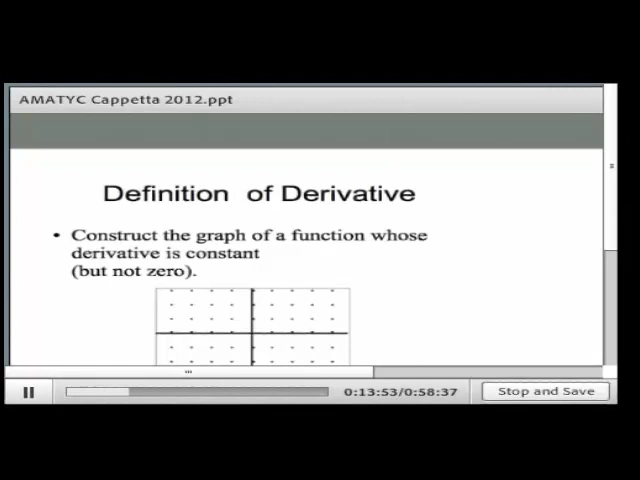 AMATYC Cappetta 2012.ppt
Definition of Derivative
• Construct the graph of a function whose
derivative is constant
(but not zero).
0:13:53/0:58:37
Stop and Save